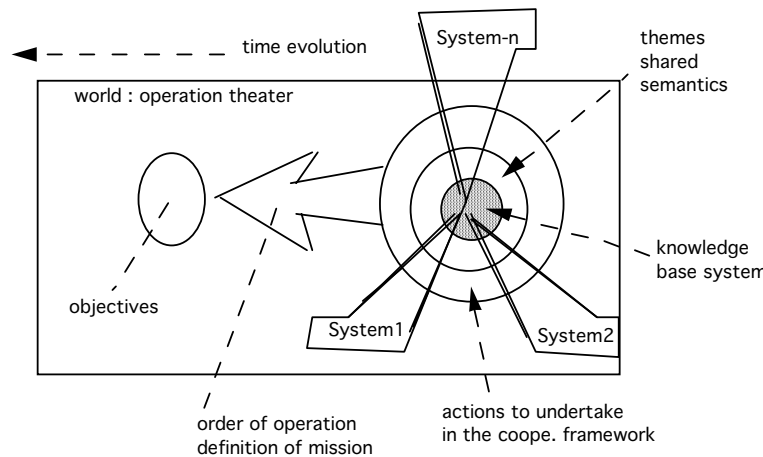 System-n
time evolution
themes
shared
semantics
world : operation theater
knowledge
base system
objectives
System1
System2
order of operation
definition of mission
actions to undertake
in the coope. framework